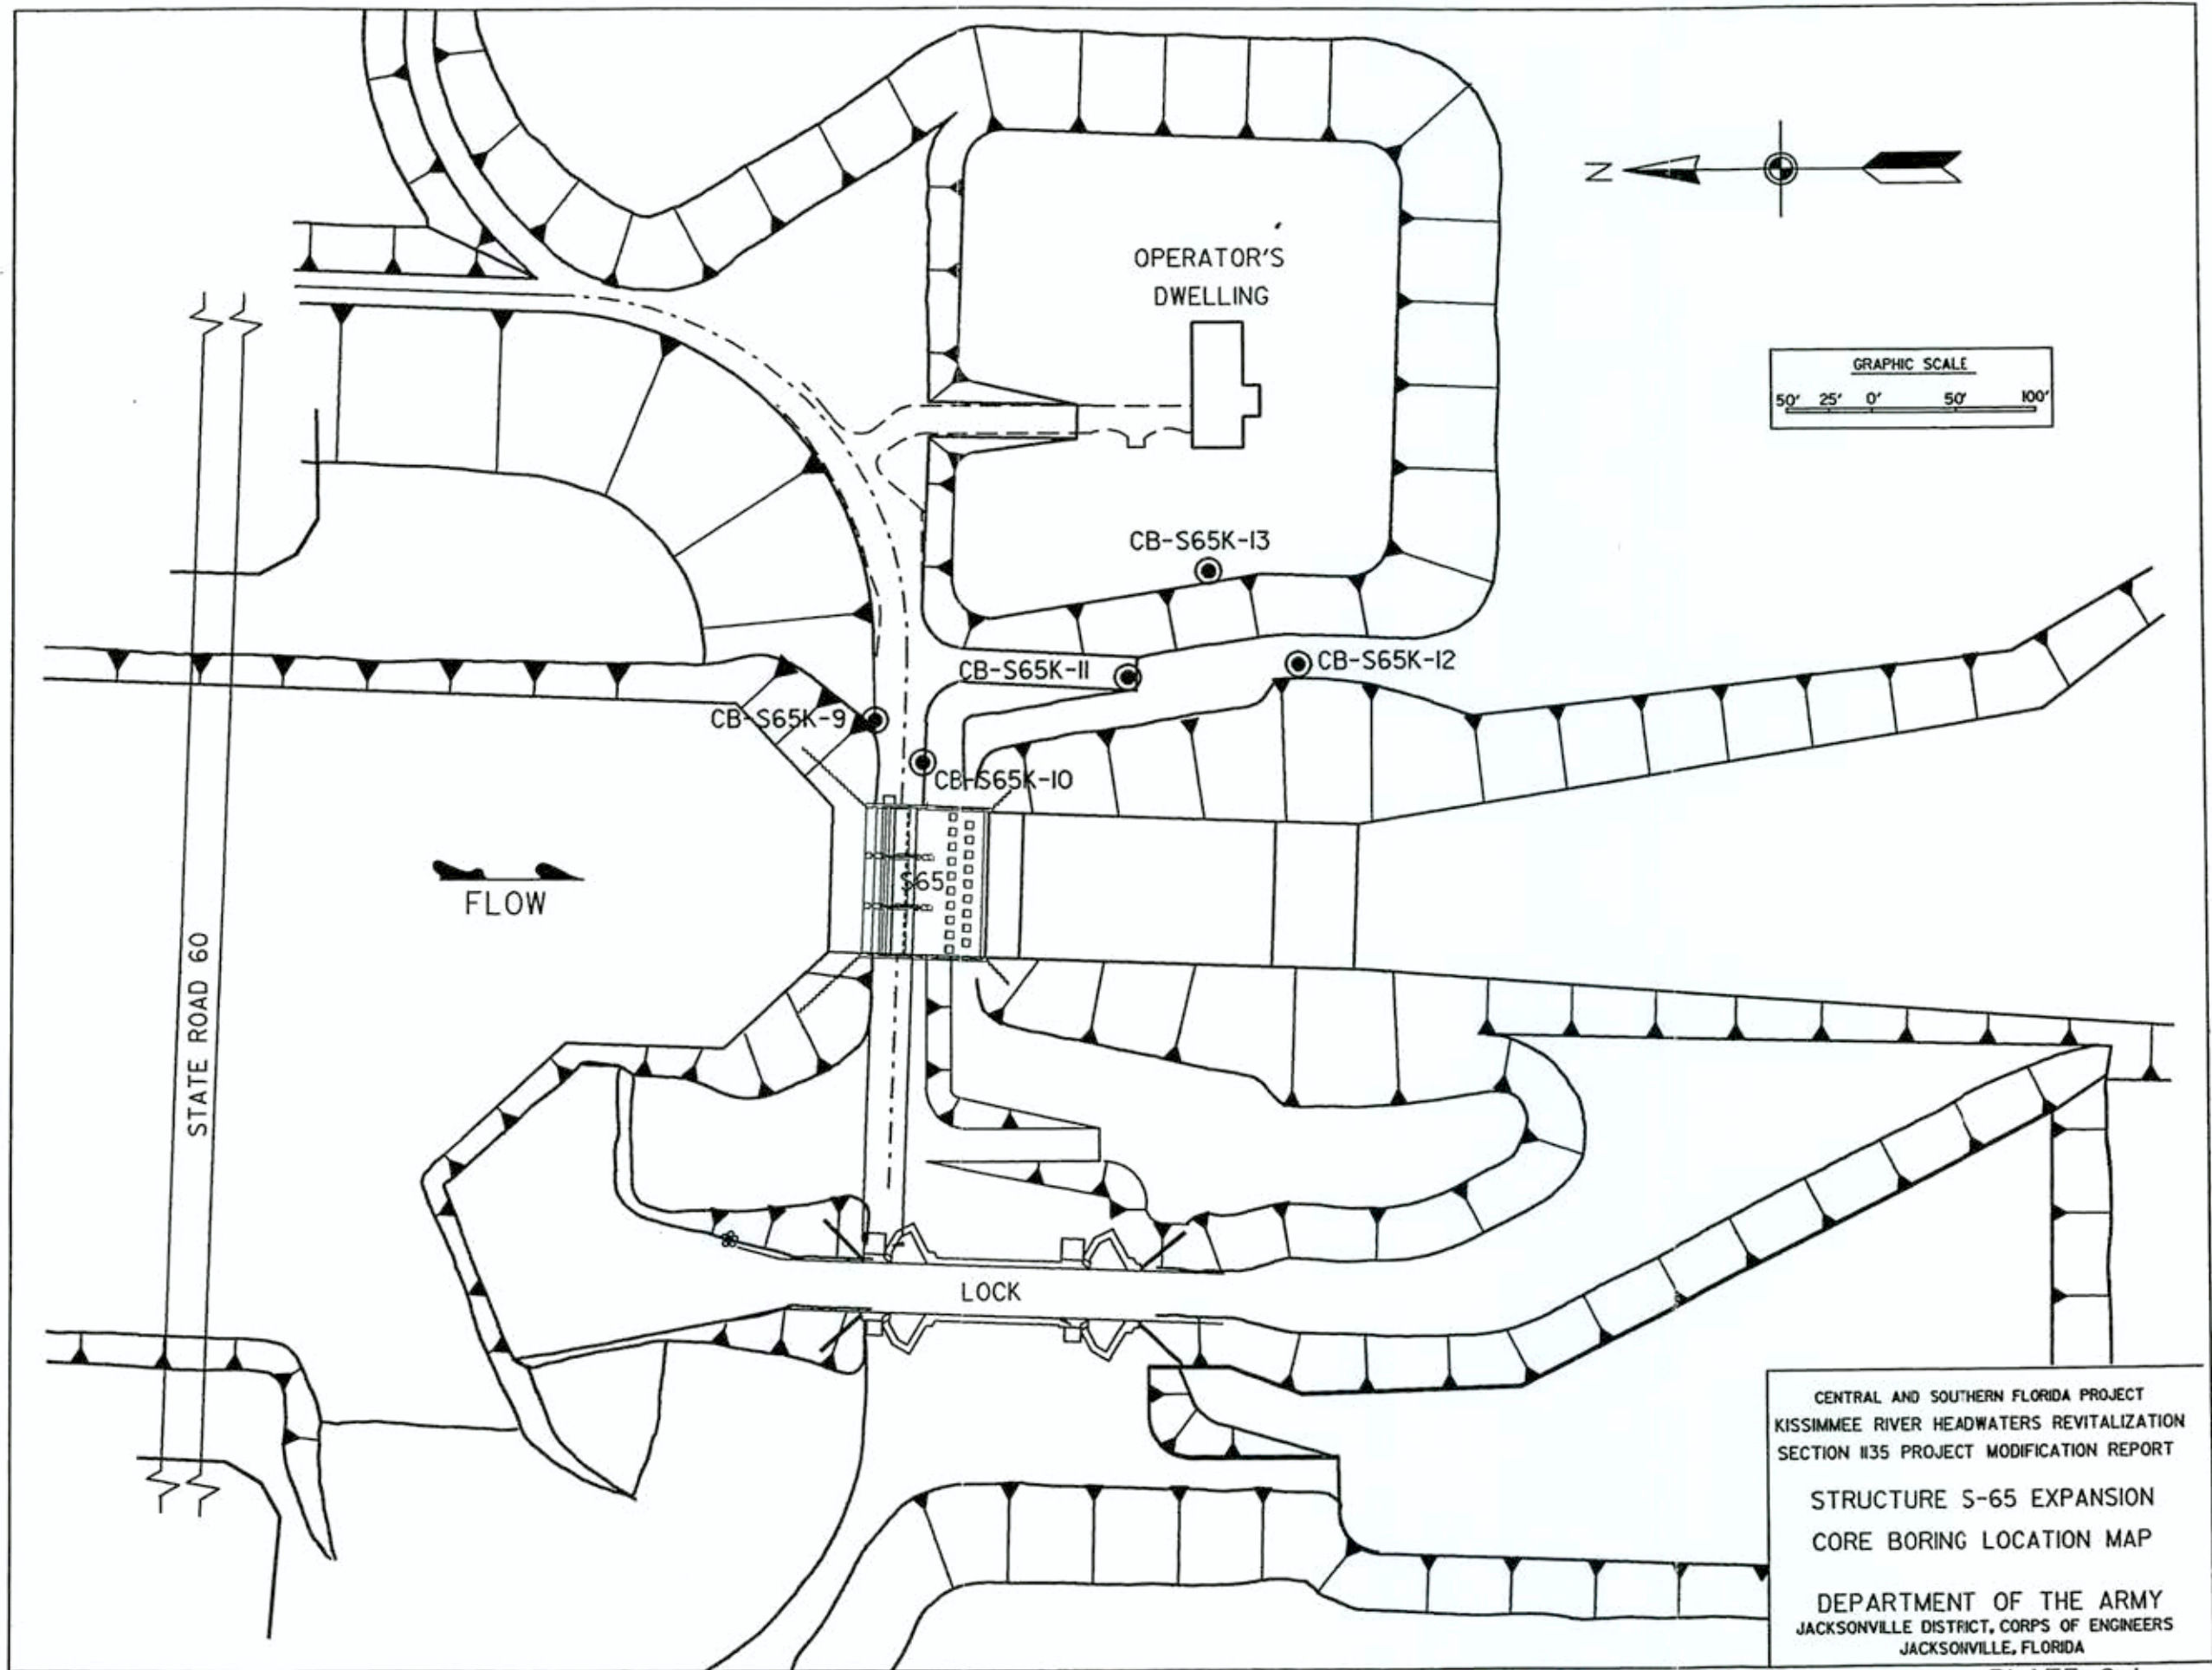 N
OPERATOR'S
DWELLING
GRAPHIC SCALE
50' 25' 0' 50' 100'
CB-S65K-13
CB-S65K-11
CB-S65K-12
CB-S65K-9
CB-S65K-10
S65
FLOW
STATE ROAD 60
LOCK
CENTRAL AND SOUTHERN FLORIDA PROJECT
KISSIMMEE RIVER HEADWATERS REVITALIZATION
SECTION 1135 PROJECT MODIFICATION REPORT
STRUCTURE S-65 EXPANSION
CORE BORING LOCATION MAP
DEPARTMENT OF THE ARMY
JACKSONVILLE DISTRICT, CORPS OF ENGINEERS
JACKSONVILLE, FLORIDA